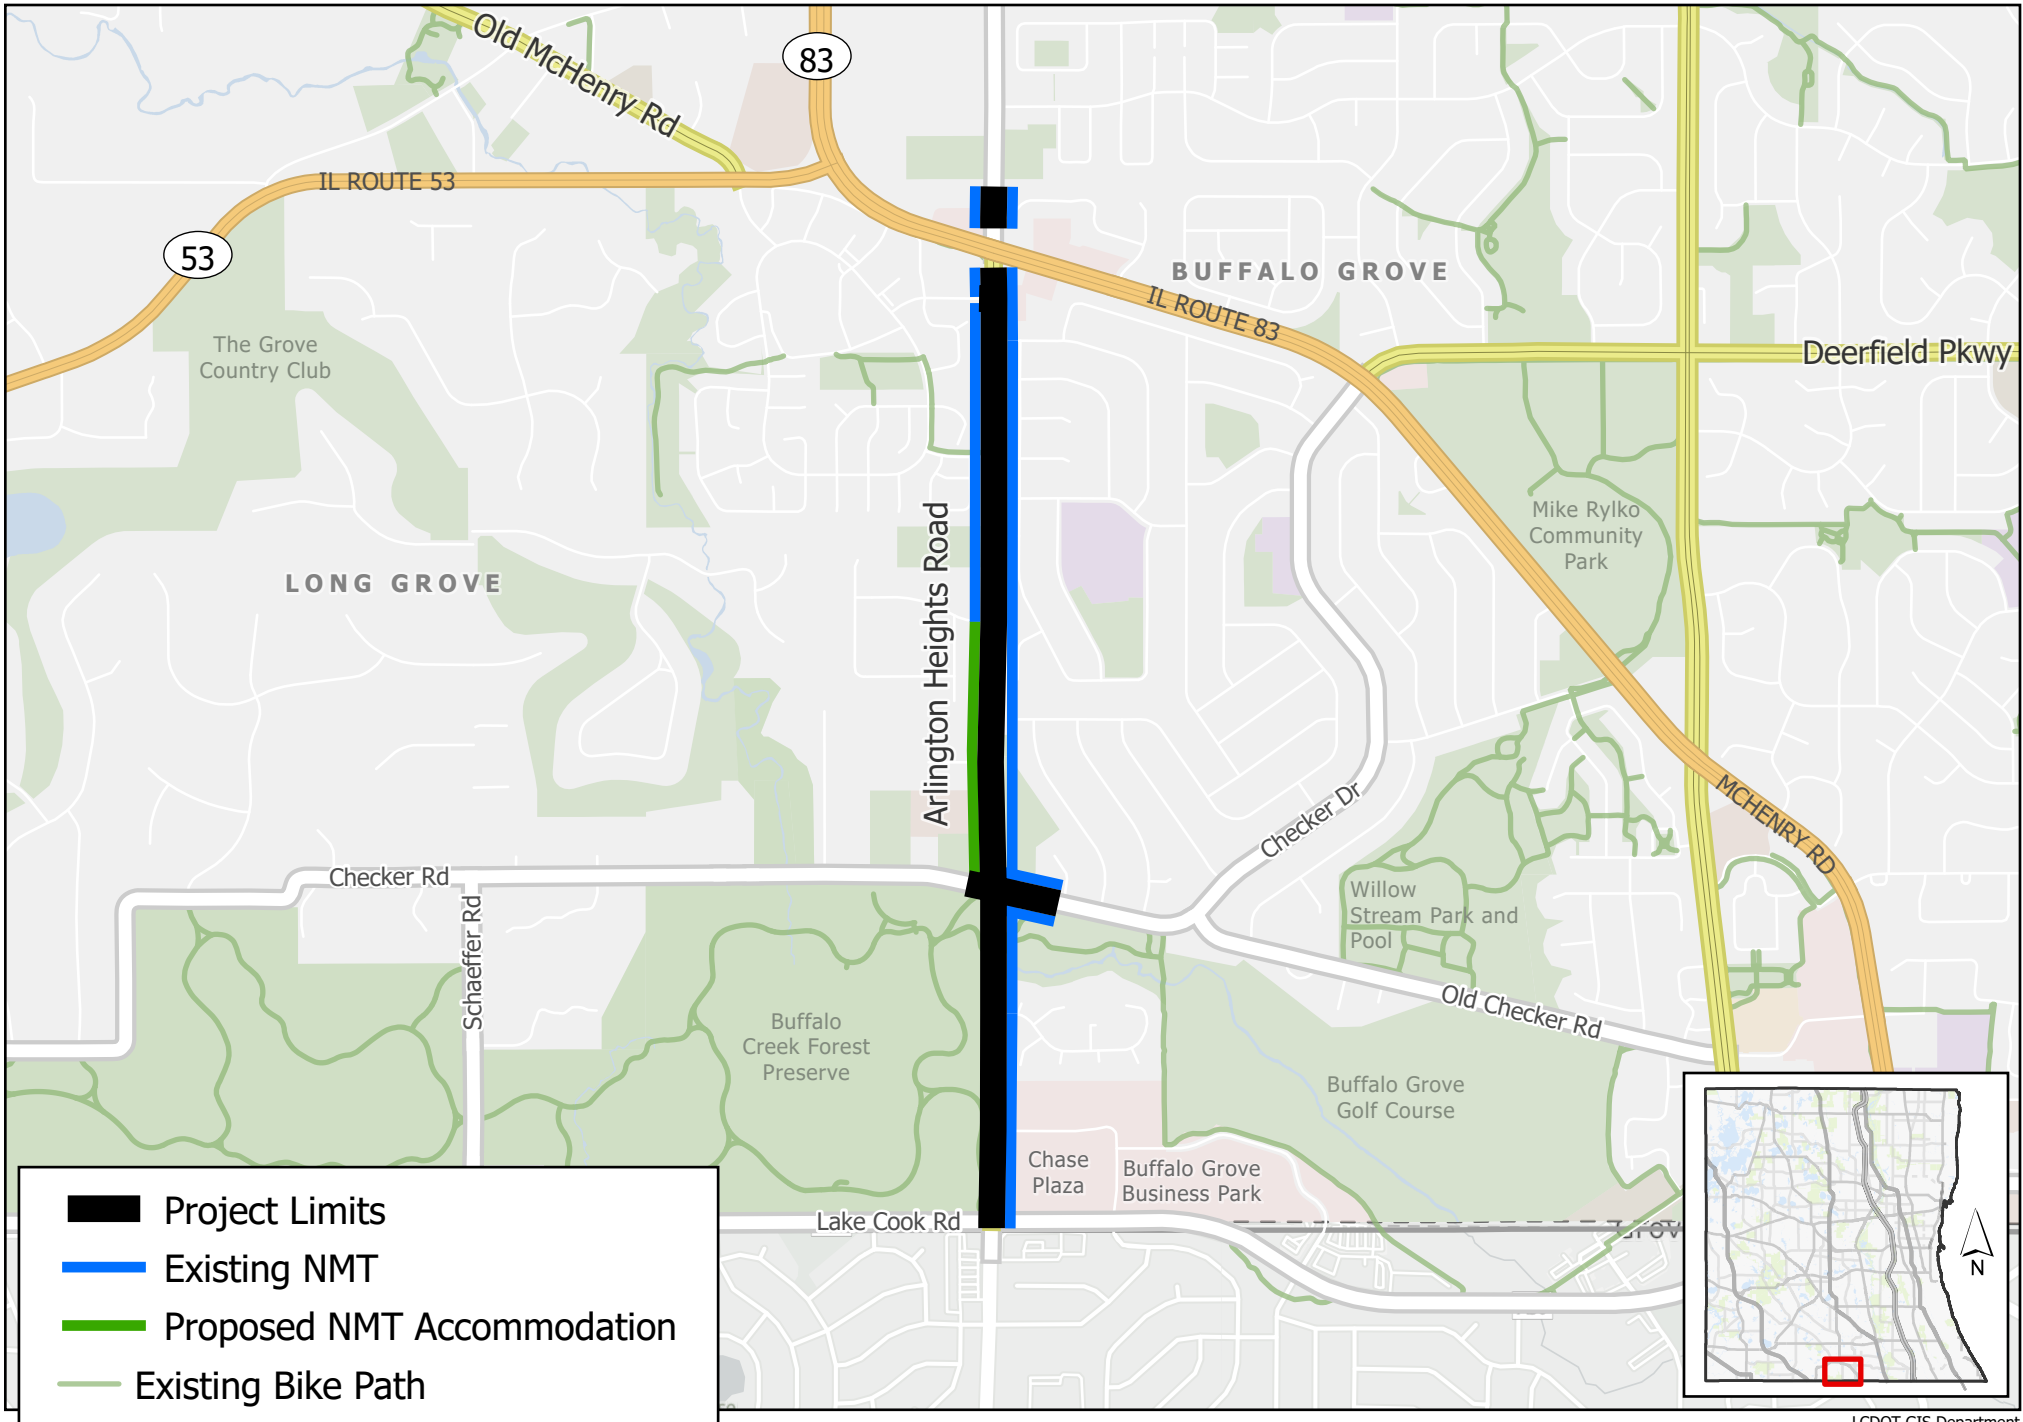 Old McHenry Rd
83
IL ROUTE 53
53
BUFFALO GROVE
IL ROUTE 83
The Grove
Country Club
Deerfield Pkwy
Arlington Heights Road
Mike Rylko
Community
Park
LONG GROVE
Checker Dr
MCHENRY RD
Checker Rd
Schaeffer Rd
Willow
Stream Park and
Pool
Old Checker Rd
Buffalo
Creek Forest
Preserve
Buffalo Grove
Golf Course
Chase
Plaza
Buffalo Grove
Business Park
Lake Cook Rd
N
Project Limits
Existing NMT
Proposed NMT Accommodation
Existing Bike Path